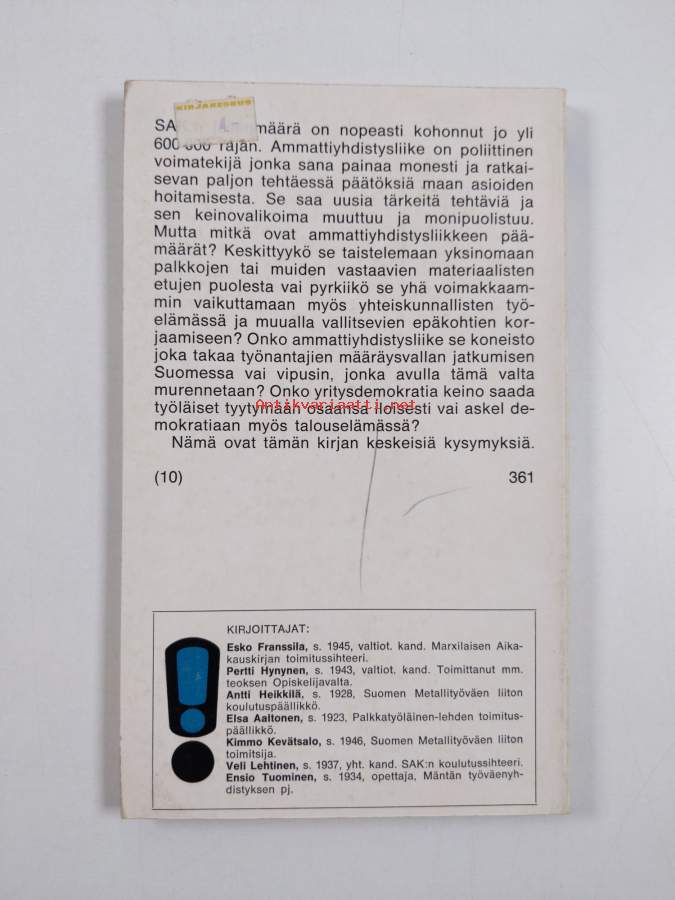 KIRJAKESKUS
1:-
SA määrä on nopeasti kohonnut jo yli
600 000 rajan. Ammattiyhdistysliike on poliittinen
voimatekijä jonka sana painaa monesti ja ratkai-
sevan paljon tehtäessä päätöksiä maan asioiden
hoitamisesta. Se saa uusia tärkeitä tehtäviä ja
sen keinovalikoima muuttuu ja monipuolistuu.
Mutta mitkä ovat ammattiyhdistysliikkeen pää-
määrät? Keskittyykö se taistelemaan yksinomaan
palkkojen tai muiden vastaavien materiaalisten
etujen puolesta vai pyrkiikö se yhä voimakkaam-
min vaikuttamaan myös yhteiskunnallisten työ-
elämässä ja muualla vallitsevien epäkohtien kor-
jaamiseen? Onko ammattiyhdistysliike se koneisto
joka takaa työnantajien määräysvallan jatkumisen
Suomessa vai vipusin, jonka avulla tämä valta
murennetaan? Onko yritysdemokratia keino saada
työläiset tyytymään osaansa iloisesti vai askel de-
mokratiaan myös talouselämässä?
Nämä ovat tämän kirjan keskeisiä kysymyksiä.
Antikvariaatti.net
(10) 361
KIRJOITTAJAT:
Esko Franssila, s. 1945, valtiot. kand. Marxilaisen Aika-
kauskirjan toimitussihteeri.
Pertti Hynynen, s. 1943, valtiot. kand. Toimittanut mm.
teoksen Opiskelijavalta.
Antti Heikkilä, s. 1928, Suomen Metallityöväen liiton
koulutuspäällikkö.
Elsa Aaltonen, s. 1923, Palkkatyöläinen-lehden toimitus-
päällikkö.
Kimmo Kevätsalo, s. 1946, Suomen Metallityöväen liiton
toimitsija.
Veli Lehtinen, s. 1937, yht. kand. SAK:n koulutussihteeri.
Ensio Tuominen, s. 1934, opettaja, Mäntän työväenyh-
distyksen pj.